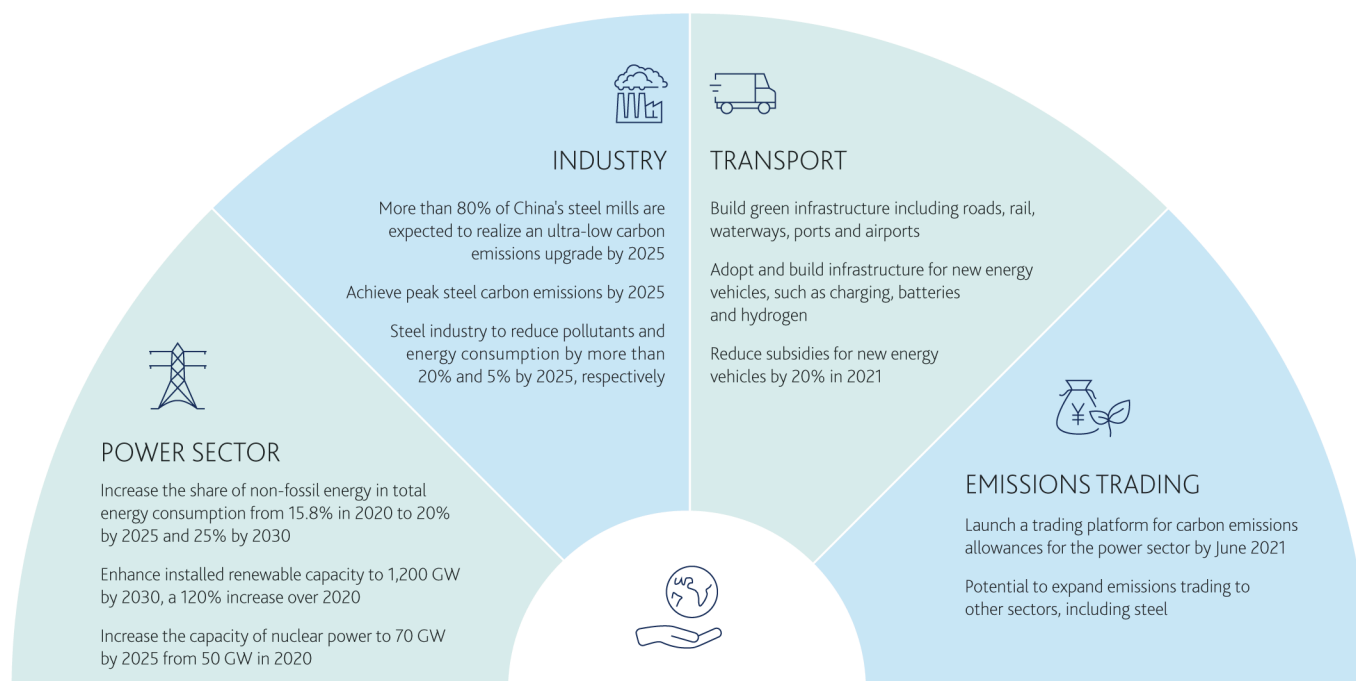 INDUSTRY
More than 80% of China's steel mills are
expected to realize an ultra-low carbon
emissions upgrade by 2025
Achieve peak steel carbon emissions by 2025
Steel industry to reduce pollutants and
energy consumption by more than
20% and 5% by 2025, respectively
TRANSPORT
Build green infrastructure including roads, rail,
waterways, ports and airports
Adopt and build infrastructure for new energy
vehicles, such as charging, batteries
and hydrogen
Reduce subsidies for new energy
vehicles by 20% in 2021
POWER SECTOR
Increase the share of non-fossil energy in total
energy consumption from 15.8% in 2020 to 20%
by 2025 and 25% by 2030
Enhance installed renewable capacity to 1,200 GW
by 2030, a 120% increase over 2020
Increase the capacity of nuclear power to 70 GW
by 2025 from 50 GW in 2020
¥
EMISSIONS TRADING
Launch a trading platform for carbon emissions
allowances for the power sector by June 2021
Potential to expand emissions trading to
other sectors, including steel